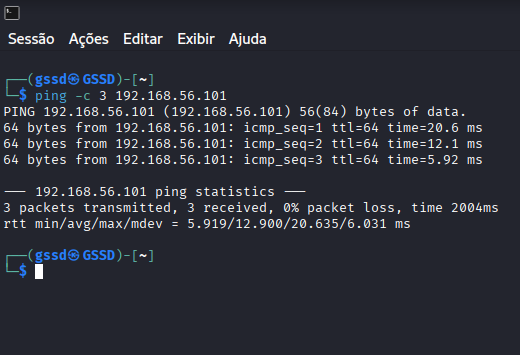 Sessão Ações Editar Exibir Ajuda
┌──(gssd㉿GSSD)-[~]
└─$ ping -c 3 192.168.56.101
PING 192.168.56.101 (192.168.56.101) 56(84) bytes of data.
64 bytes from 192.168.56.101: icmp_seq=1 ttl=64 time=20.6 ms
64 bytes from 192.168.56.101: icmp_seq=2 ttl=64 time=12.1 ms
64 bytes from 192.168.56.101: icmp_seq=3 ttl=64 time=5.92 ms
--- 192.168.56.101 ping statistics ---
3 packets transmitted, 3 received, 0% packet loss, time 2004ms
rtt min/avg/max/mdev = 5.919/12.900/20.635/6.031 ms
┌──(gssd㉿GSSD)-[~]
└─$